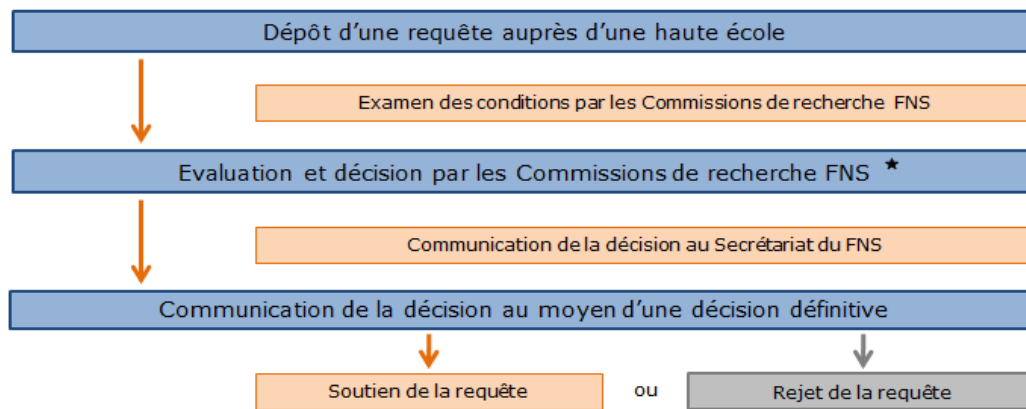 Dépôt d'une requête auprès d'une haute école
Examen des conditions par les Commissions de recherche FNS
Evaluation et décision par les Commissions de recherche FNS ★
Communication de la décision au Secrétariat du FNS
Communication de la décision au moyen d'une décision définitive
Soutien de la requête ou Rejet de la requête